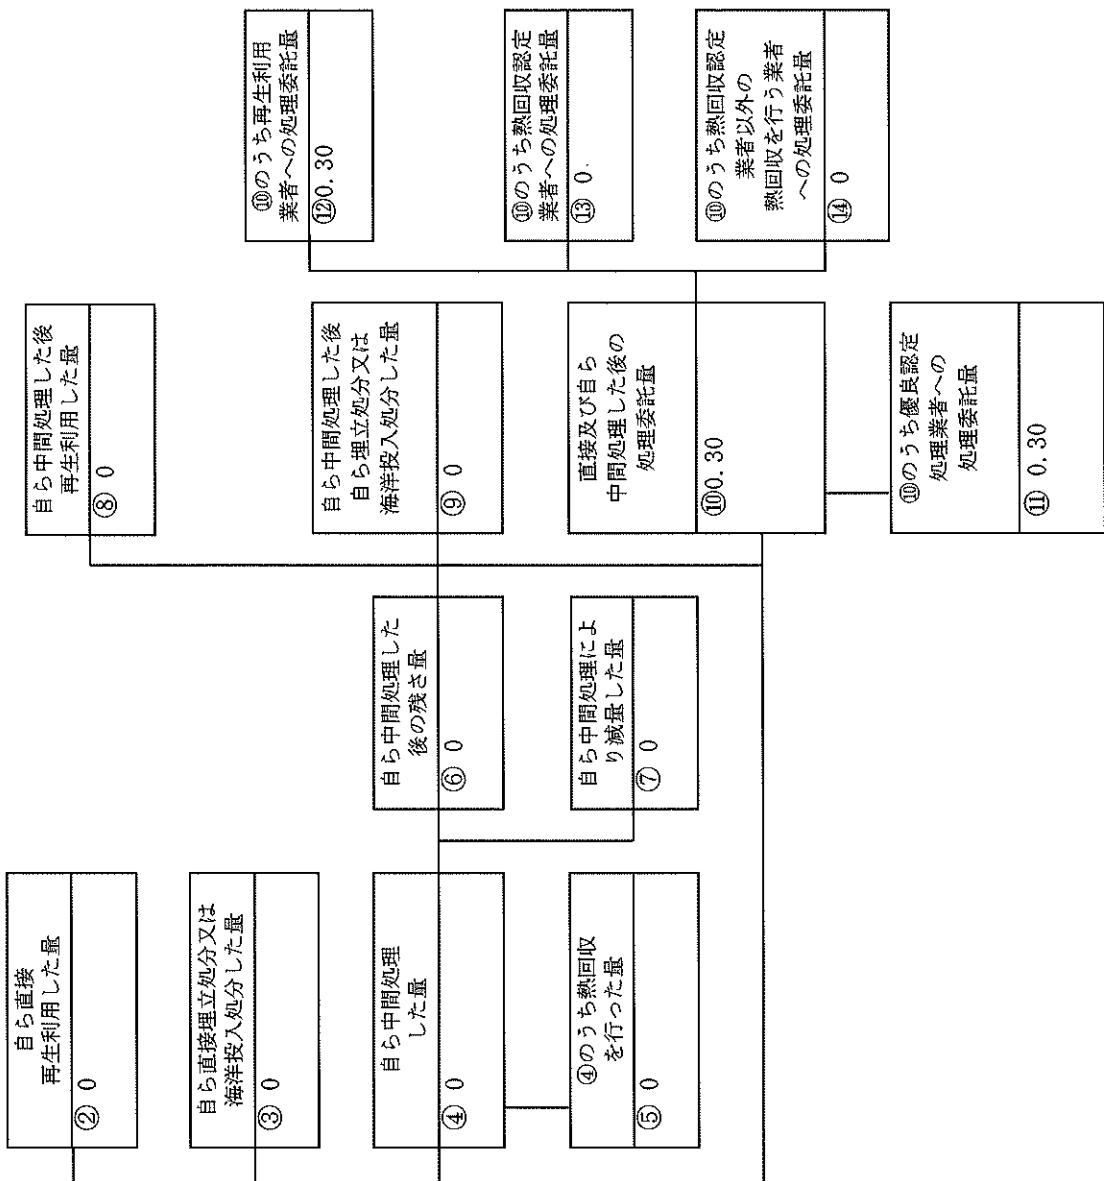 自ら直接
再生利用した量
② 0
自ら直接埋立処分又は
海洋投入処分した量
③ 0
自ら中間処理
した量
④ 0
④のうち熱回収
を行った量
⑤ 0
自ら中間処理した
後の残さ量
⑥ 0
自ら中間処理によ
り減量した量
⑦ 0
自ら中間処理した後
再生利用した量
⑧ 0
自ら中間処理した後
自ら埋立処分又は
海洋投入処分した量
⑨ 0
直接及び自ら
中間処理した後の
処理委託量
⑩0.30
⑩のうち優良認定
処理業者への
処理委託量
⑪ 0.30
⑩のうち再生利用
業者への処理委託量
⑫0.30
⑩のうち熱回収認定
業者への処理委託量
⑬ 0
⑩のうち熱回収認定
業者以外の
熱回収を行う業者
への処理委託量
⑭ 0